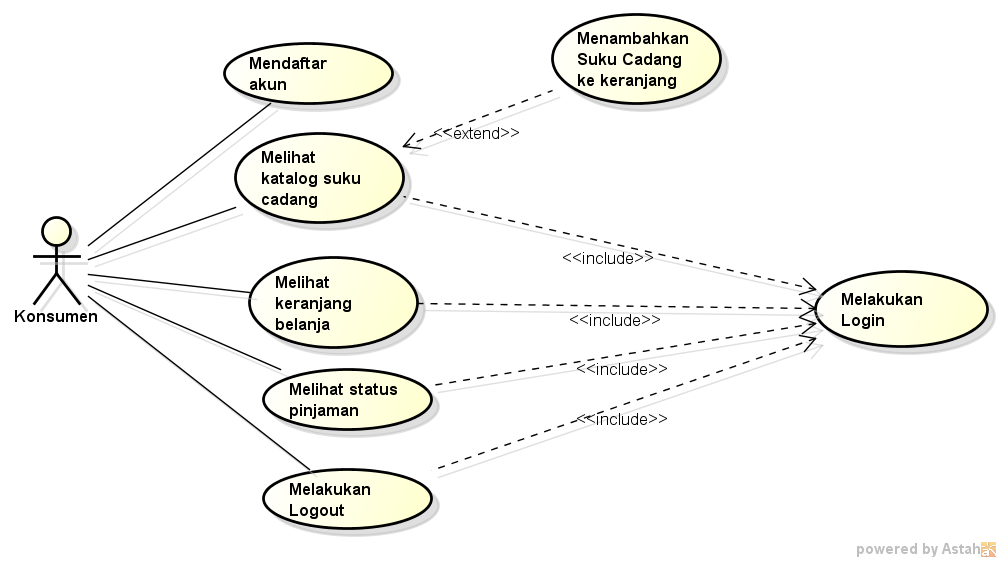 Menambahkan
Suku Cadang
ke keranjang
Mendaftar
akun
<<extend>>
Melihat
katalog suku
cadang
<<include>>
Konsumen
Melihat
keranjang
belanja
Melakukan
Login
<<include>>
<<include>>
Melihat status
pinjaman
<<include>>
Melakukan
Logout
powered by Astah